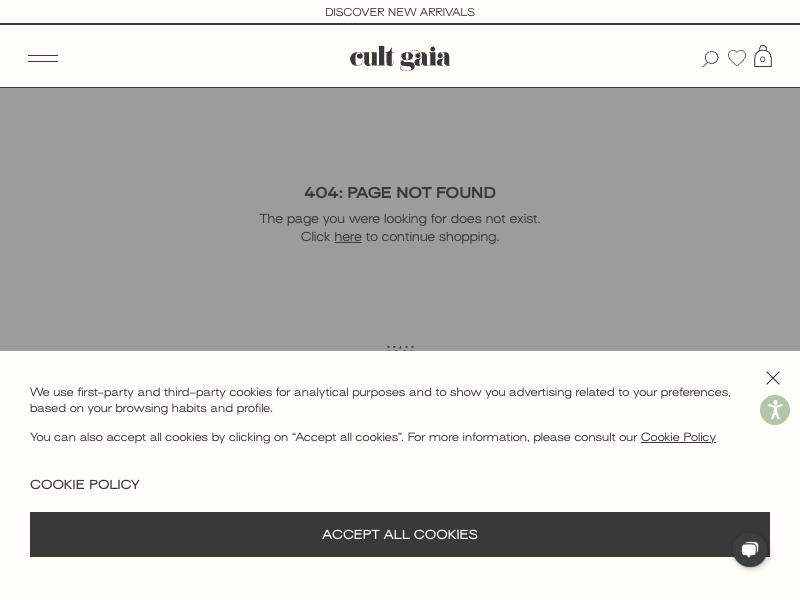 DISCOVER NEW ARRIVALS
cult gaia
0
404: PAGE NOT FOUND
The page you were looking for does not exist.
Click here to continue shopping.
We use first-party and third-party cookies for analytical purposes and to show you advertising related to your preferences,
based on your browsing habits and profile.
You can also accept all cookies by clicking on “Accept all cookies”. For more information, please consult our Cookie Policy
COOKIE POLICY
ACCEPT ALL COOKIES